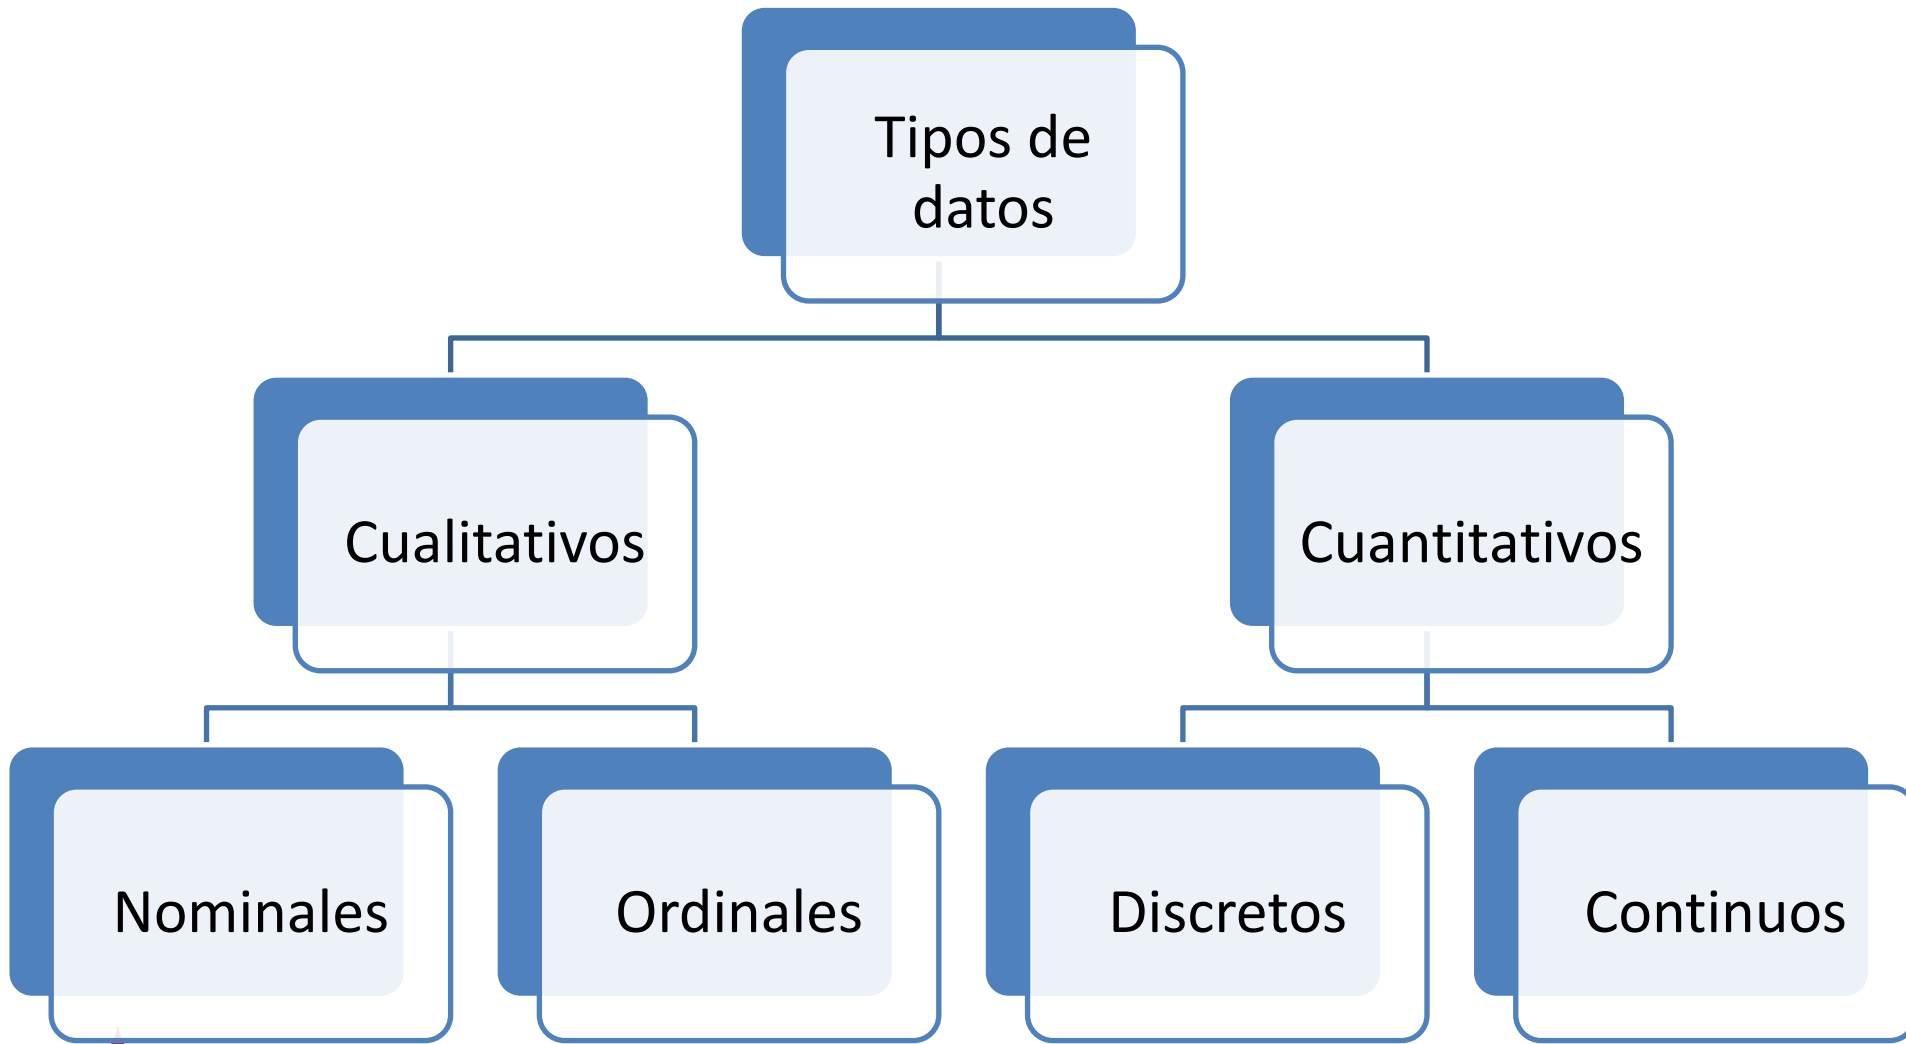 Tipos de
datos
Cualitativos
Cuantitativos
Nominales
Ordinales
Discretos
Continuos